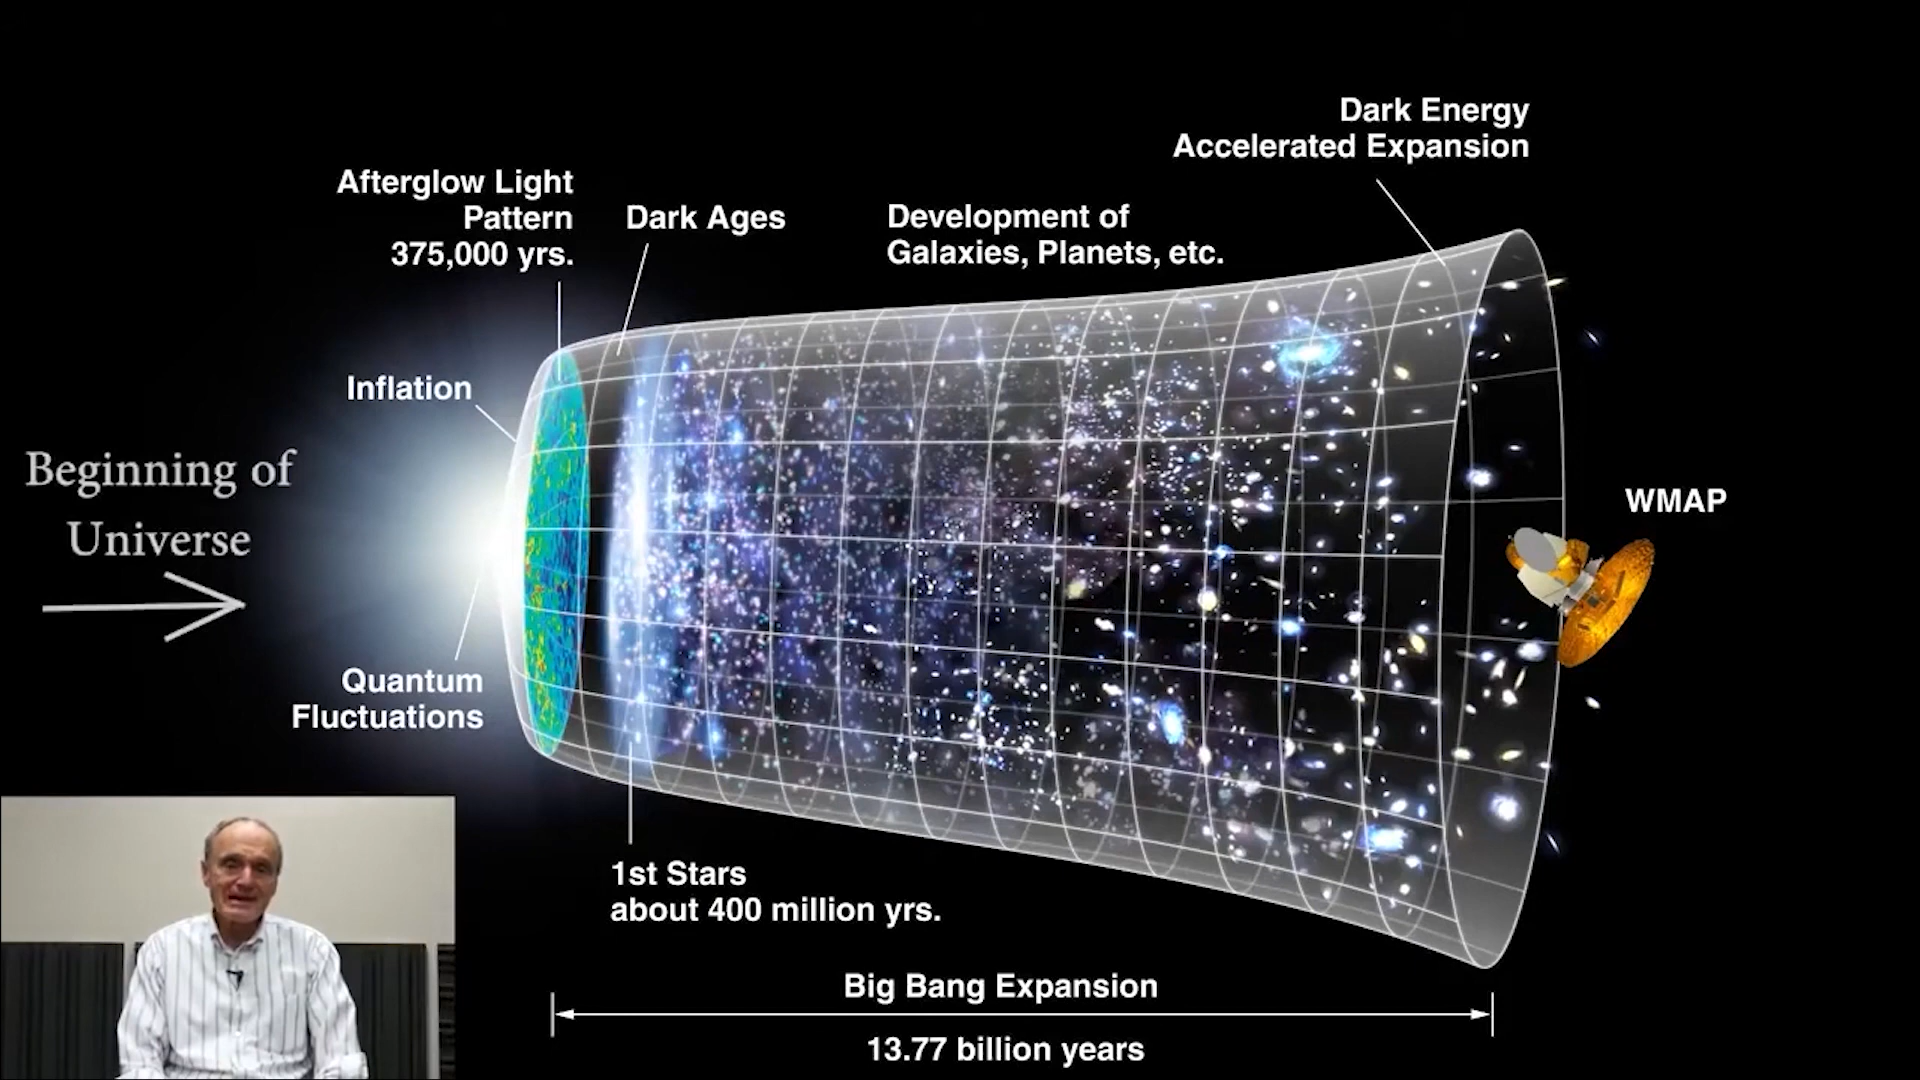 Dark Energy
Accelerated Expansion
Afterglow Light
Pattern
375,000 yrs.
Dark Ages
Development of
Galaxies, Planets, etc.
Inflation
Beginning of
Universe
WMAP
Quantum
Fluctuations
1st Stars
about 400 million yrs.
Big Bang Expansion
13.77 billion years